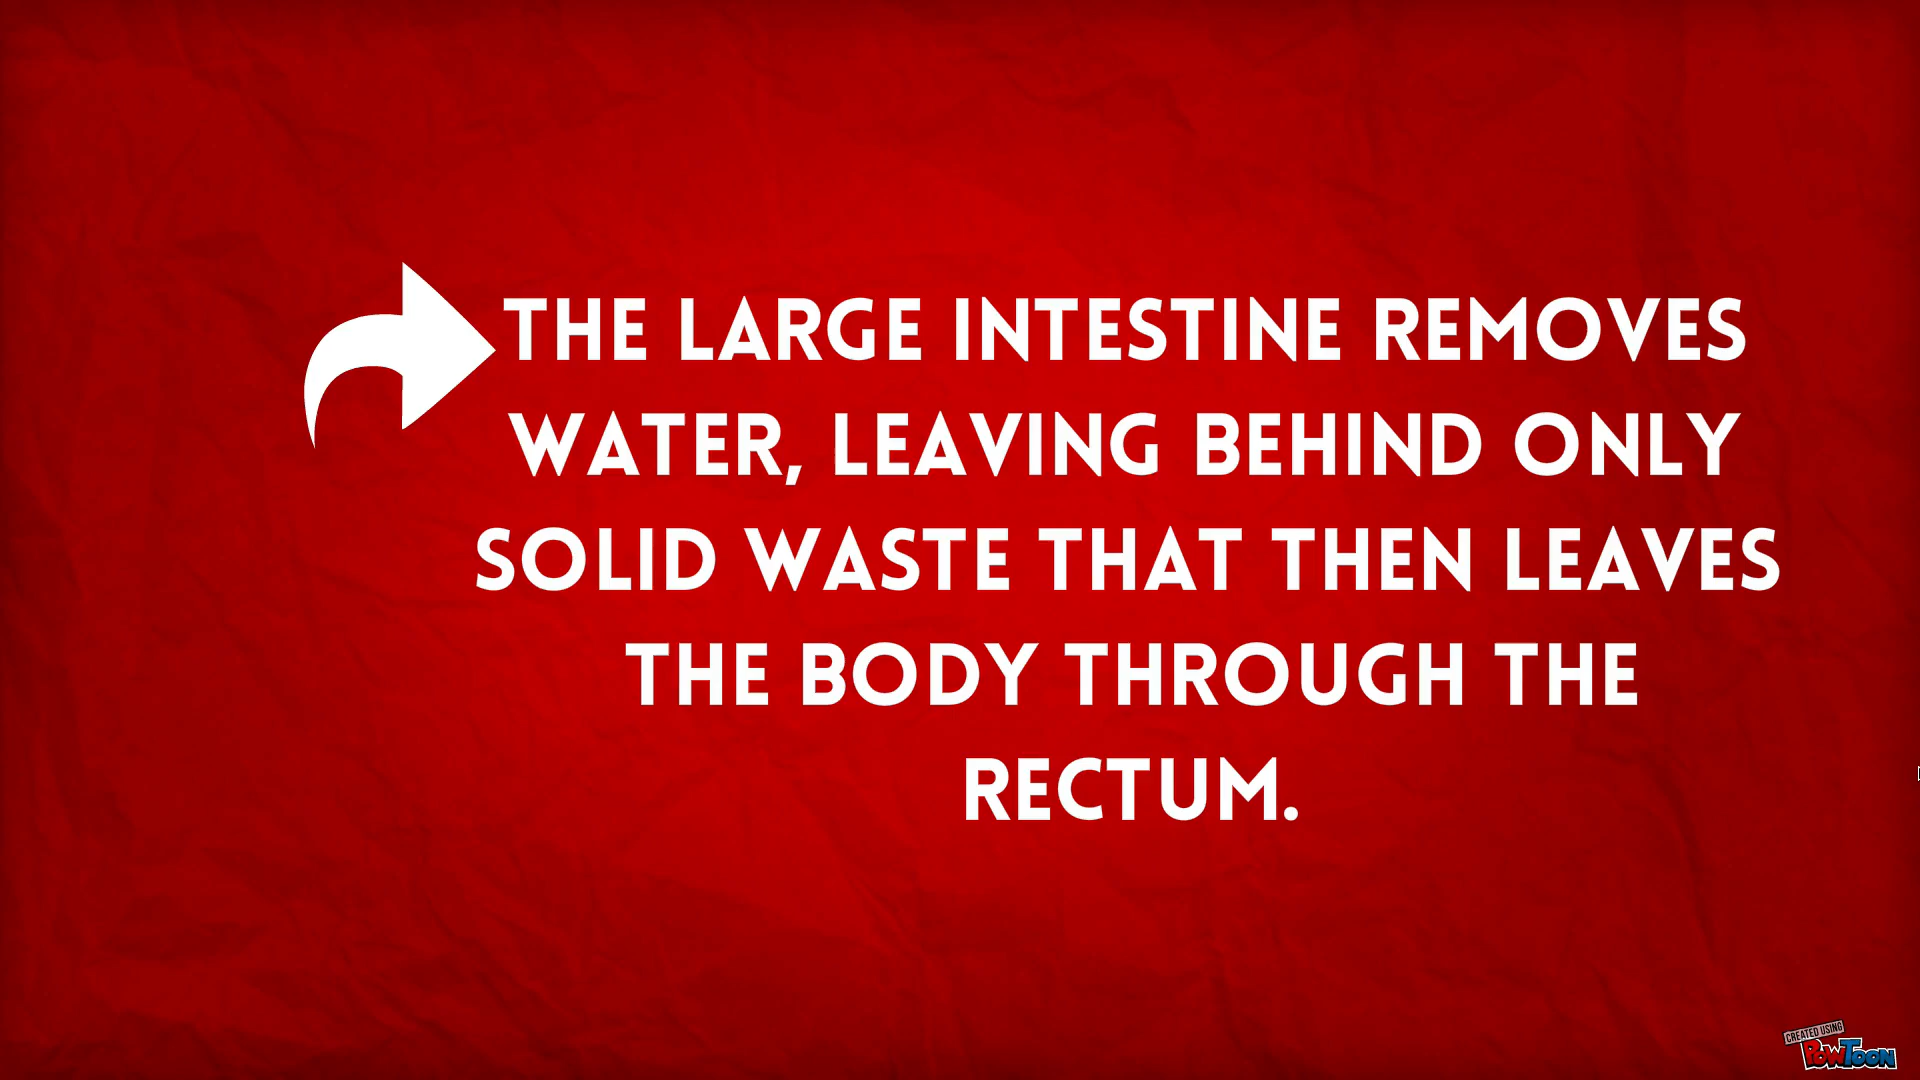 THE LARGE INTESTINE REMOVES
WATER, LEAVING BEHIND ONLY
SOLID WASTE THAT THEN LEAVES
THE BODY THROUGH THE
RECTUM.
CREATED USING
POWTOON